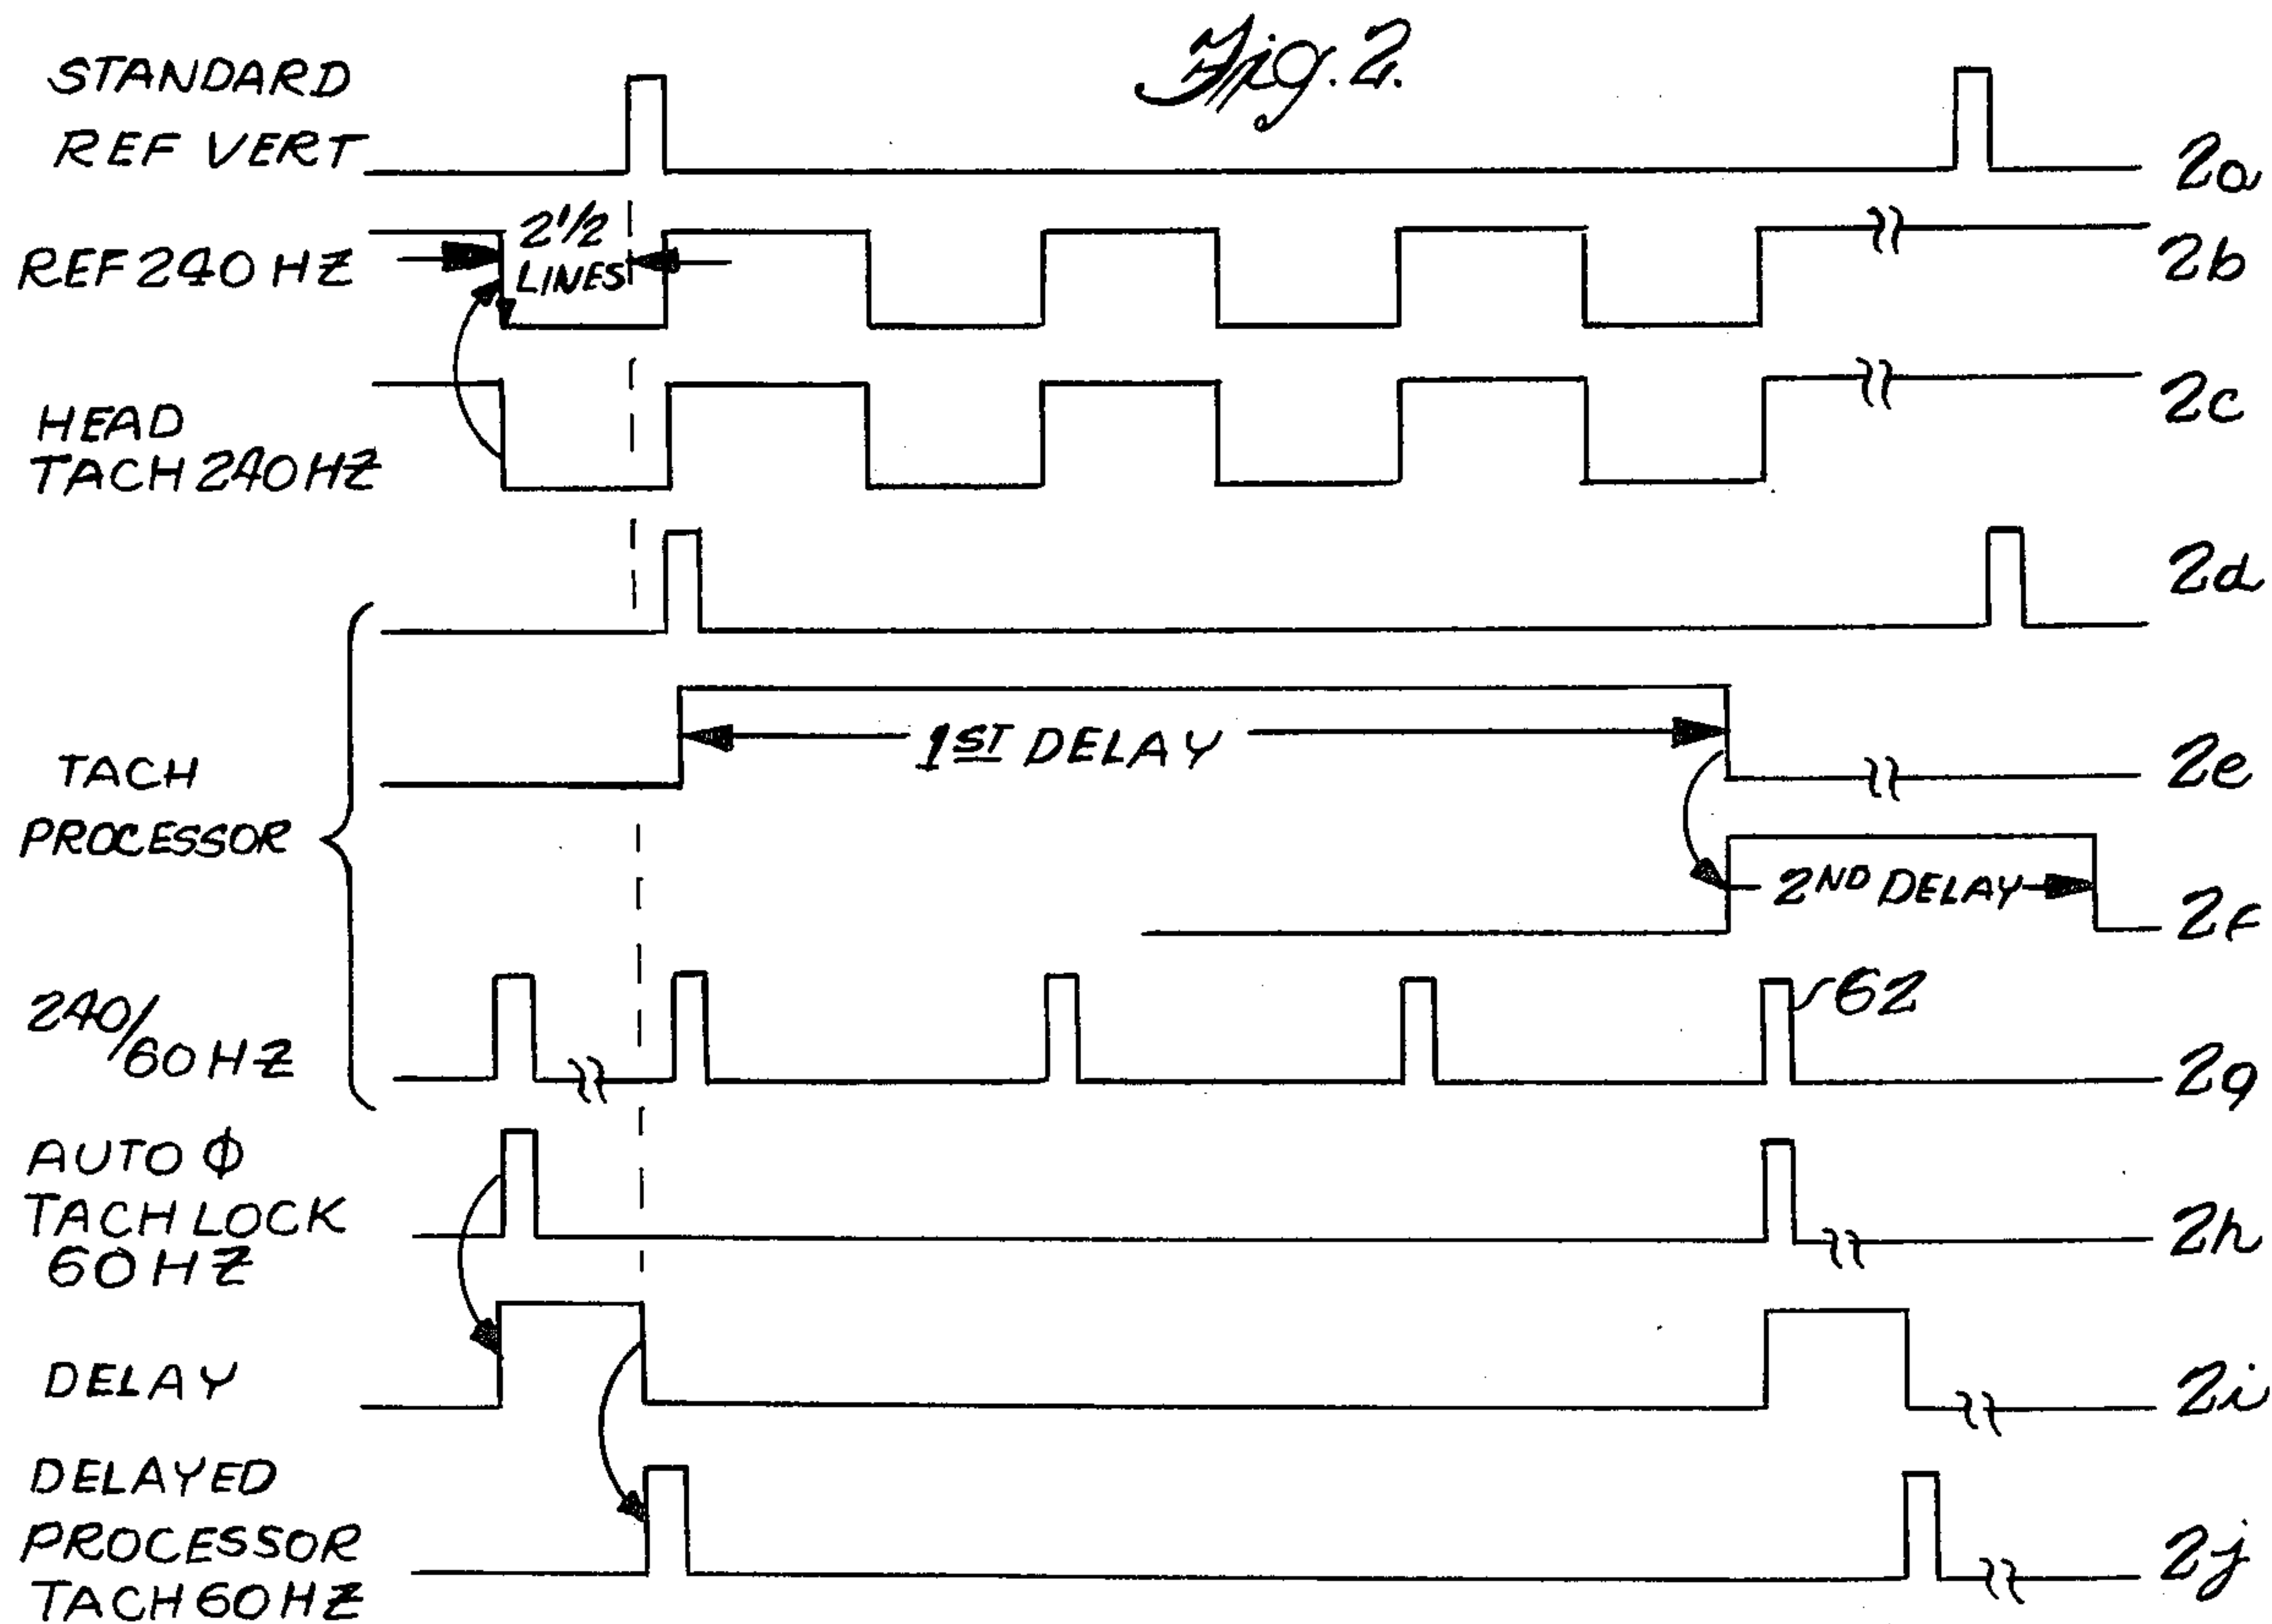 Fig. 2.
STANDARD
REF VERT
2a
2 1/2
LINES
REF 240 HZ
2b
HEAD
TACH 240 HZ
2c
2d
1ST DELAY
2e
TACH
PROCESSOR
2ND DELAY
2f
240/60 HZ
62
2g
AUTO Φ
TACH LOCK
60 HZ
2h
DELAY
2i
DELAYED
PROCESSOR
TACH 60 HZ
2j